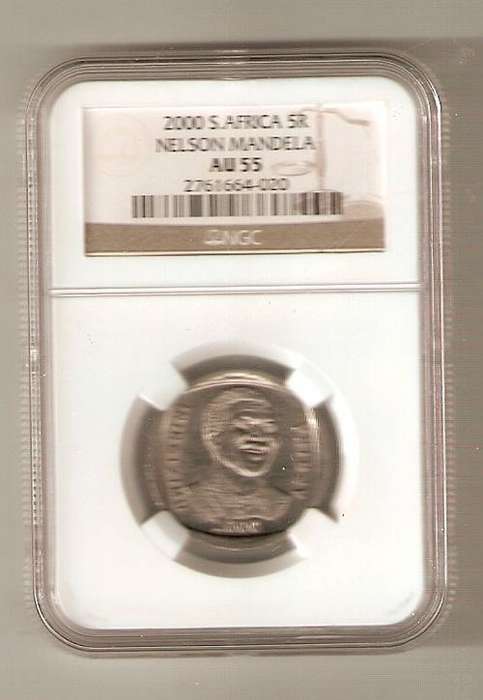 2000 S.AFRICA 5R
NELSON MANDELA
AU 55
2761664-020
NGC